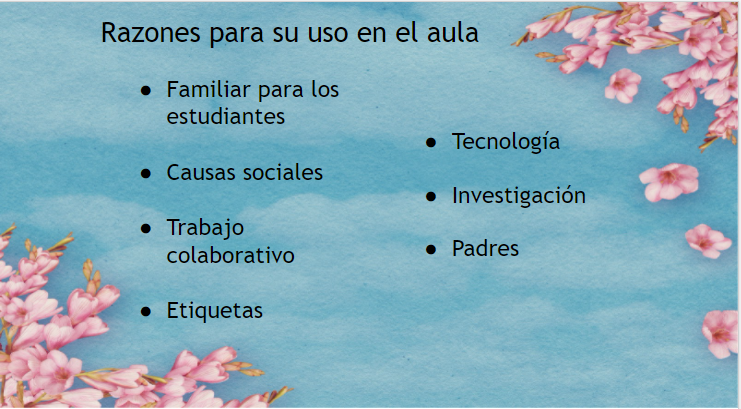 Razones para su uso en el aula
● Familiar para los
estudiantes
● Causas sociales
● Trabajo
colaborativo
● Etiquetas
● Tecnología
● Investigación
● Padres